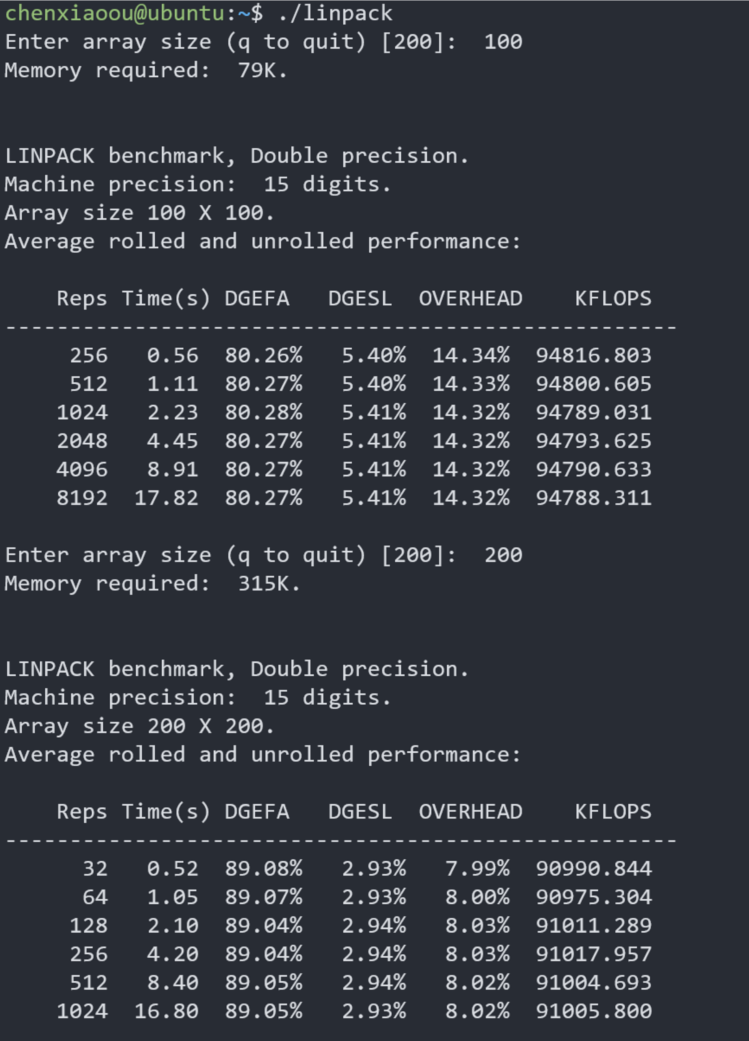 chenxiaoou@ubuntu:~$ ./linpack
Enter array size (q to quit) [200]:  100
Memory required:  79K.
LINPACK benchmark, Double precision.
Machine precision:  15 digits.
Array size 100 X 100.
Average rolled and unrolled performance:
    Reps Time(s) DGEFA   DGESL  OVERHEAD    KFLOPS
----------------------------------------------------
     256   0.56  80.26%   5.40%  14.34%  94816.803
     512   1.11  80.27%   5.40%  14.33%  94800.605
    1024   2.23  80.28%   5.41%  14.32%  94789.031
    2048   4.45  80.27%   5.41%  14.32%  94793.625
    4096   8.91  80.27%   5.41%  14.32%  94790.633
    8192  17.82  80.27%   5.41%  14.32%  94788.311
Enter array size (q to quit) [200]:  200
Memory required:  315K.
LINPACK benchmark, Double precision.
Machine precision:  15 digits.
Array size 200 X 200.
Average rolled and unrolled performance:
    Reps Time(s) DGEFA   DGESL  OVERHEAD    KFLOPS
----------------------------------------------------
      32   0.52  89.08%   2.93%   7.99%  90990.844
      64   1.05  89.07%   2.93%   8.00%  90975.304
     128   2.10  89.04%   2.94%   8.03%  91011.289
     256   4.20  89.04%   2.94%   8.03%  91017.957
     512   8.40  89.05%   2.94%   8.02%  91004.693
    1024  16.80  89.05%   2.93%   8.02%  91005.800